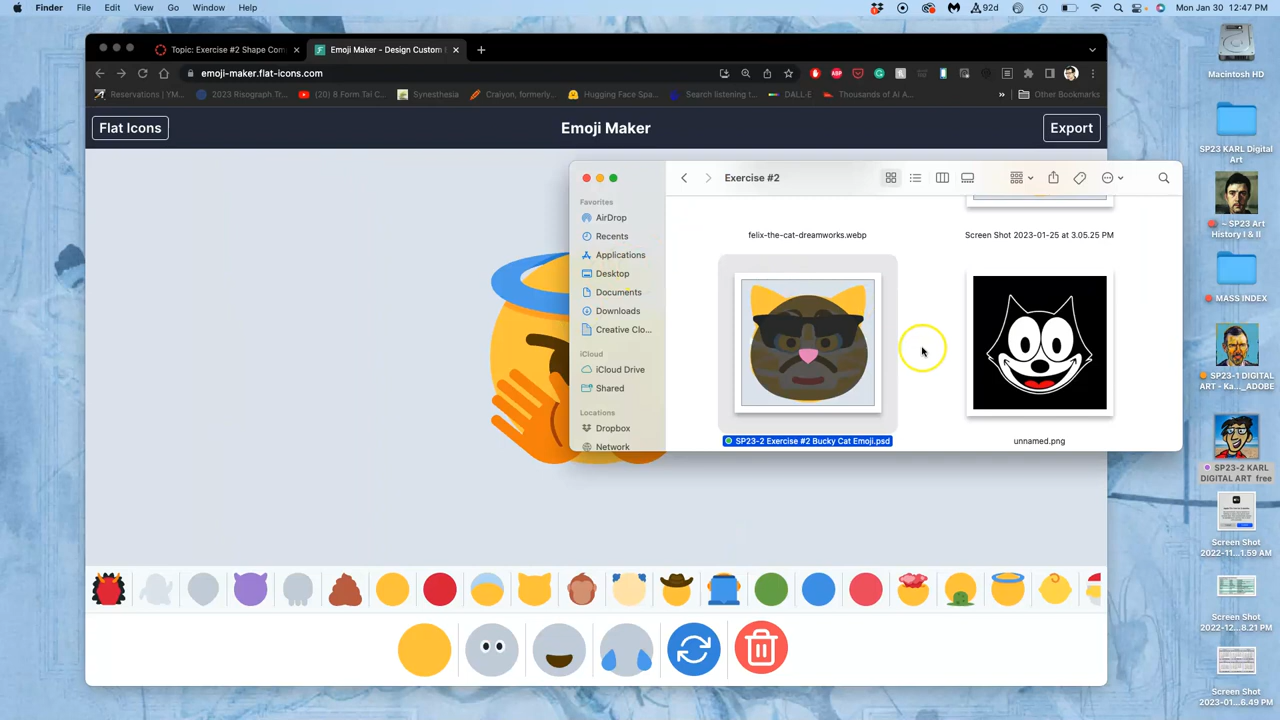 Finder File Edit View Go Window Help
92d
Mon Jan 30 12:47 PM
Topic: Exercise #2 Shape Com
Emoji Maker - Design Custom
emoji-maker.flat-icons.com
Reservations | YM...
2023 Risograph Tr...
(20) 8 Form Tai C...
Synesthesia
Craiyon, formerly...
Hugging Face Spa...
Search listening t...
DALL·E
Thousands of AI A...
Other Bookmarks
Flat Icons
Emoji Maker
Export
Exercise #2
Favorites
AirDrop
Recents
Applications
Desktop
Documents
Downloads
Creative Clo...
iCloud
iCloud Drive
Shared
Locations
Dropbox
Network
felix-the-cat-dreamworks.webp
Screen Shot 2023-01-25 at 3.05.25 PM
SP23-2 Exercise #2 Bucky Cat Emoji.psd
unnamed.png
Macintosh HD
SP23 KARL Digital
Art
~ SP23 Art
History I & II
MASS INDEX
SP23-1 DIGITAL
ART - Ka..._ADOBE
SP23-2 KARL
DIGITAL ART free
Screen Shot
2022-11...1.59 AM
Screen Shot
2022-12...8.21 PM
Screen Shot
2023-01...6.49 PM